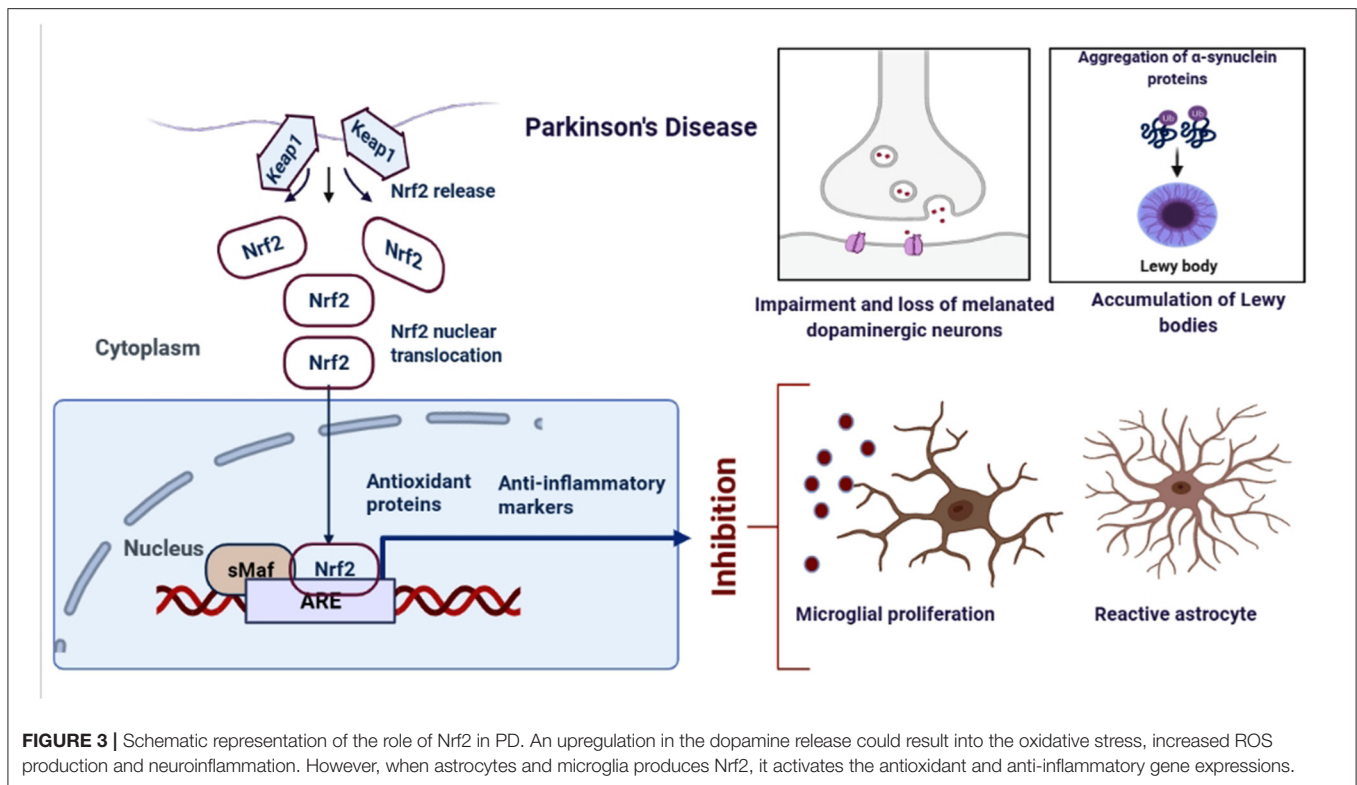 Parkinson's Disease
Keap1
Keap1
Nrf2 release
Nrf2
Nrf2
Nrf2
Nrf2 nuclear
translocation
Nrf2
Cytoplasm
Antioxidant
proteins
Anti-inflammatory
markers
Nucleus
sMaf
Nrf2
ARE
Impairment and loss of melanated
dopaminergic neurons
Aggregation of α-synuclein
proteins
Ub
Ub
Lewy body
Accumulation of Lewy
bodies
Inhibition
Microglial proliferation
Reactive astrocyte
FIGURE 3 | Schematic representation of the role of Nrf2 in PD. An upregulation in the dopamine release could result into the oxidative stress, increased ROS
production and neuroinflammation. However, when astrocytes and microglia produces Nrf2, it activates the antioxidant and anti-inflammatory gene expressions.